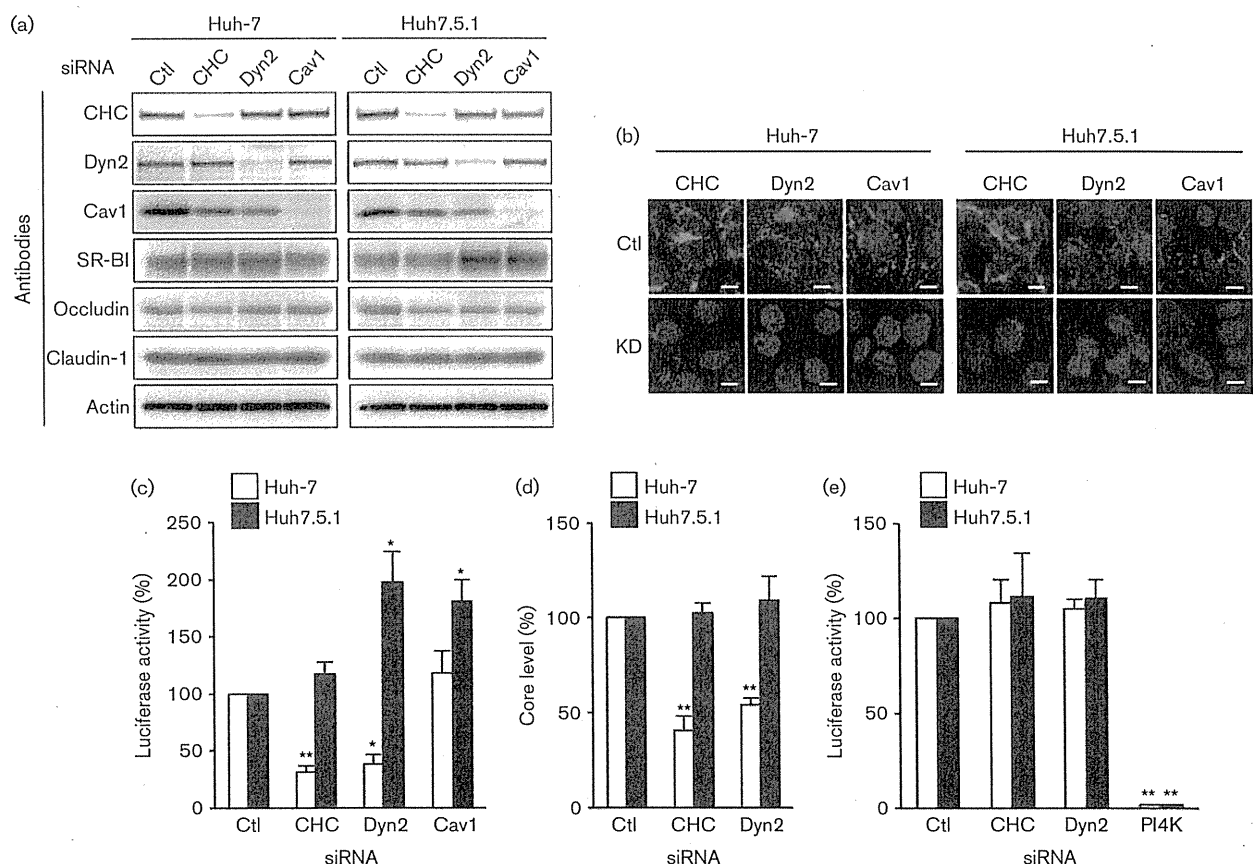 (a)
Huh-7 Huh7.5.1
siRNA Ctl CHC Dyn2 Cav1 Ctl CHC Dyn2 Cav1
Antibodies
CHC
Dyn2
Cav1
SR-BI
Occludin
Claudin-1
Actin
(b)
Huh-7 Huh7.5.1
CHC Dyn2 Cav1 CHC Dyn2 Cav1
Ctl
KD
(c)
Huh-7
Huh7.5.1
Luciferase activity (%)
250
200
150
100
50
0
** * * *
Ctl CHC Dyn2 Cav1
siRNA
(d)
Huh-7
Huh7.5.1
Core level (%)
150
100
50
0
** **
Ctl CHC Dyn2
siRNA
(e)
Huh-7
Huh7.5.1
Luciferase activity (%)
150
100
50
0
** **
Ctl CHC Dyn2 PI4K
siRNA